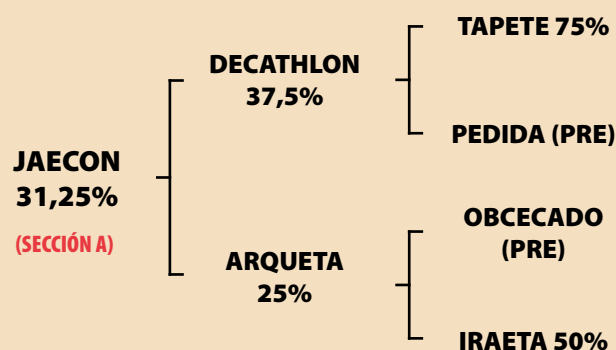 JAECON
31,25%
(SECCIÓN A)
DECATHLON
37,5%
ARQUETA
25%
TAPETE 75%
PEDIDA (PRE)
OBCECADO
(PRE)
IRAETA 50%